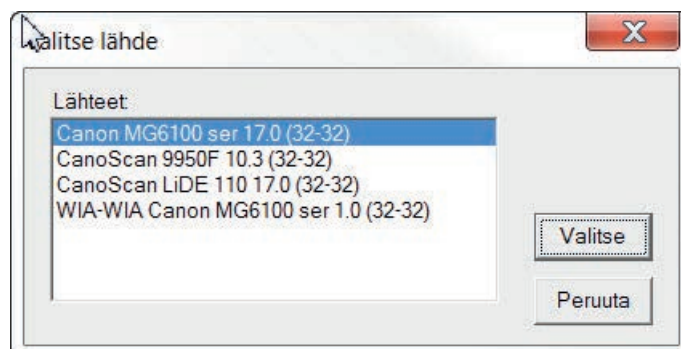 Valitse lähde
Lähteet:
Canon MG6100 ser 17.0 (32-32)
CanoScan 9950F 10.3 (32-32)
CanoScan LiDE 110 17.0 (32-32)
WIA-WIA Canon MG6100 ser 1.0 (32-32)
Valitse
Peruuta